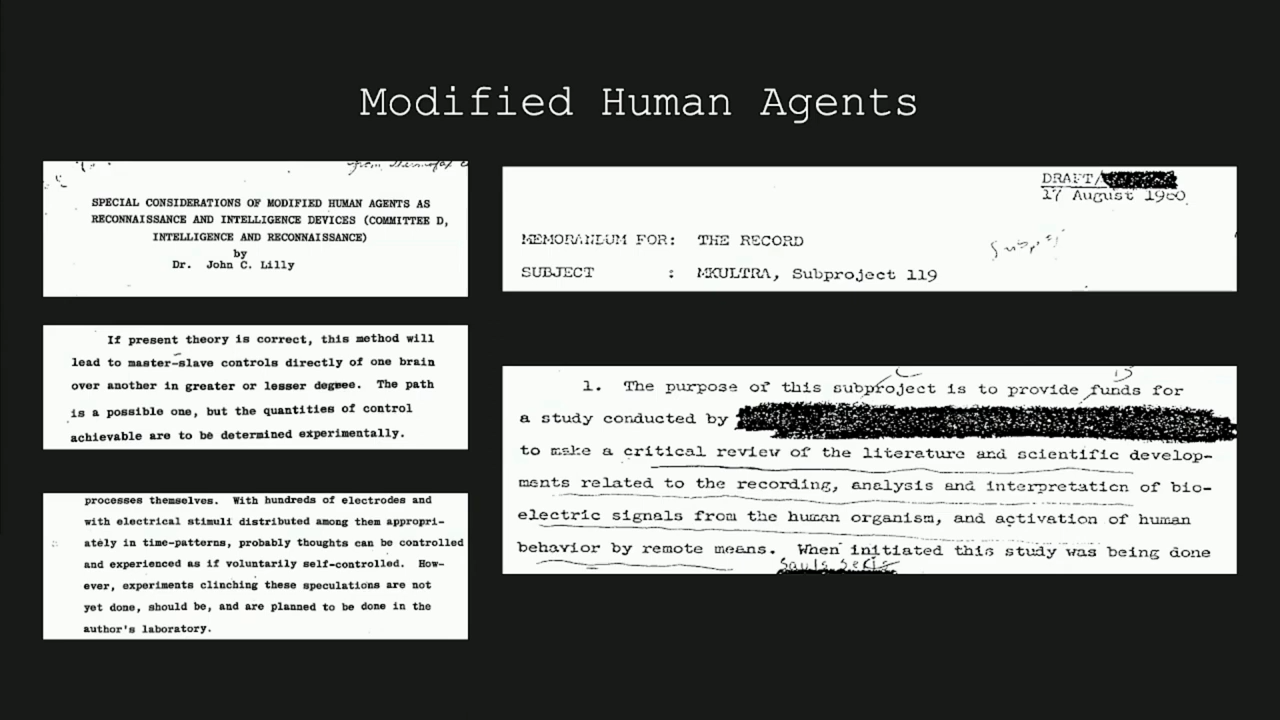 Modified Human Agents
SPECIAL CONSIDERATIONS OF MODIFIED HUMAN AGENTS AS
RECONNAISSANCE AND INTELLIGENCE DEVICES (COMMITTEE D,
INTELLIGENCE AND RECONNAISSANCE)
by
Dr. John C. Lilly
If present theory is correct, this method will
lead to master-slave controls directly of one brain
over another in greater or lesser degree. The path
is a possible one, but the quantities of control
achievable are to be determined experimentally.
processes themselves. With hundreds of electrodes and
with electrical stimuli distributed among them appropri-
ately in time-patterns, probably thoughts can be controlled
and experienced as if voluntarily self-controlled. How-
ever, experiments clinching these speculations are not
yet done, should be, and are planned to be done in the
author's laboratory.
DRAFT/
17 August 1960
MEMORANDUM FOR: THE RECORD
SUBJECT : MKULTRA, Subproject 119
1. The purpose of this subproject is to provide funds for
a study conducted by
to make a critical review of the literature and scientific develop-
ments related to the recording, analysis and interpretation of bio-
electric signals from the human organism, and activation of human
behavior by remote means. When initiated this study was being done